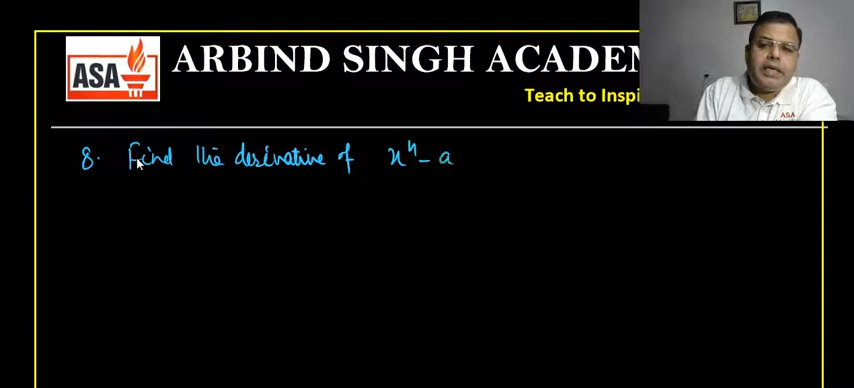 ASA
ARBIND SINGH ACADEM
Teach to Inspi
ASA
8. Find the derivative of xⁿ - a